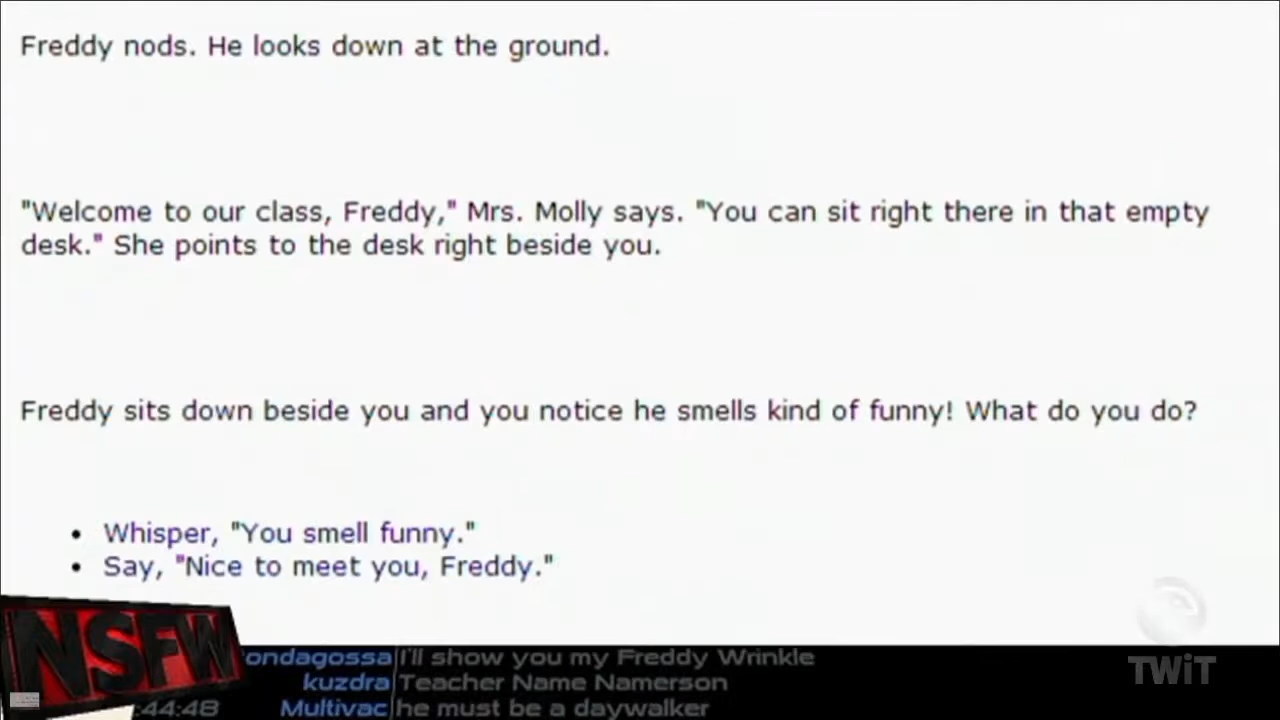 Freddy nods. He looks down at the ground.
"Welcome to our class, Freddy," Mrs. Molly says. "You can sit right there in that empty
desk." She points to the desk right beside you.
Freddy sits down beside you and you notice he smells kind of funny! What do you do?
• Whisper, "You smell funny."
• Say, "Nice to meet you, Freddy."
NSFW
ondagossa I'll show you my Freddy Wrinkle
kuzdra Teacher Name Namerson
:44:48 Multivac he must be a daywalker
TWiT